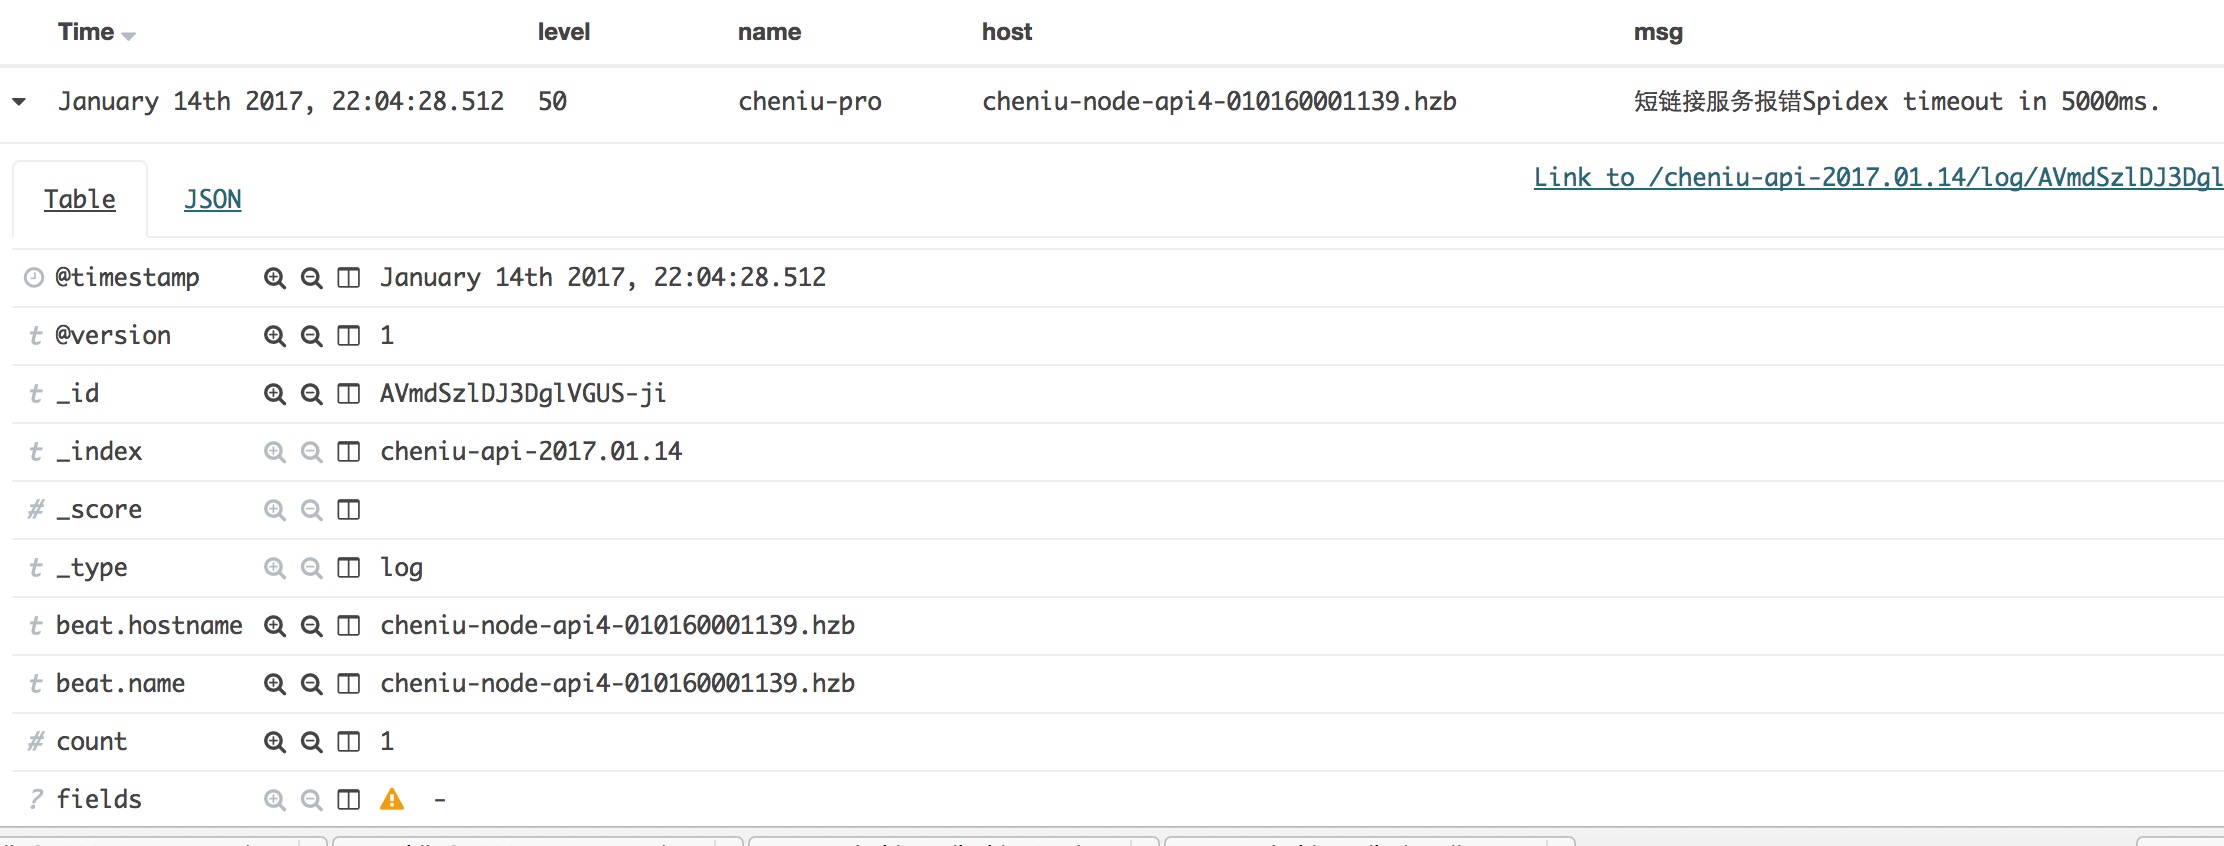 Time level name host msg
January 14th 2017, 22:04:28.512 50 cheniu-pro cheniu-node-api4-010160001139.hzb 短链接服务报错Spidex timeout in 5000ms.
Link to /cheniu-api-2017.01.14/log/AVmdSzlDJ3Dgl
Table JSON
@timestamp January 14th 2017, 22:04:28.512
t @version 1
t _id AVmdSzlDJ3DglVGUS-ji
t _index cheniu-api-2017.01.14
# _score
t _type log
t beat.hostname cheniu-node-api4-010160001139.hzb
t beat.name cheniu-node-api4-010160001139.hzb
# count 1
? fields -